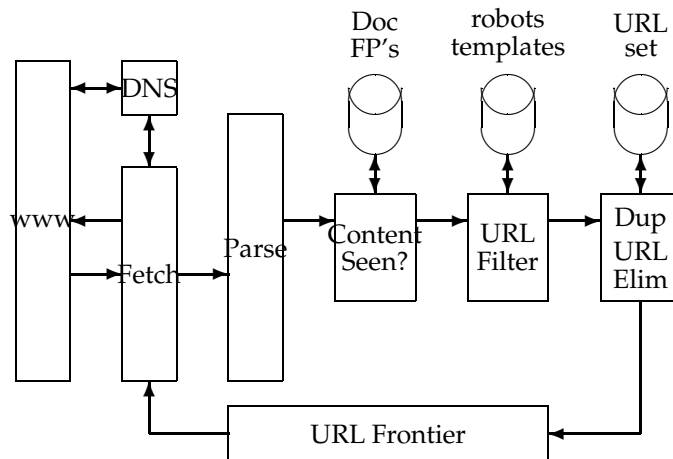 Doc
FP's
robots
templates
URL
set
DNS
www
Fetch
Parse
Content
Seen?
URL
Filter
Dup
URL
Elim
URL Frontier